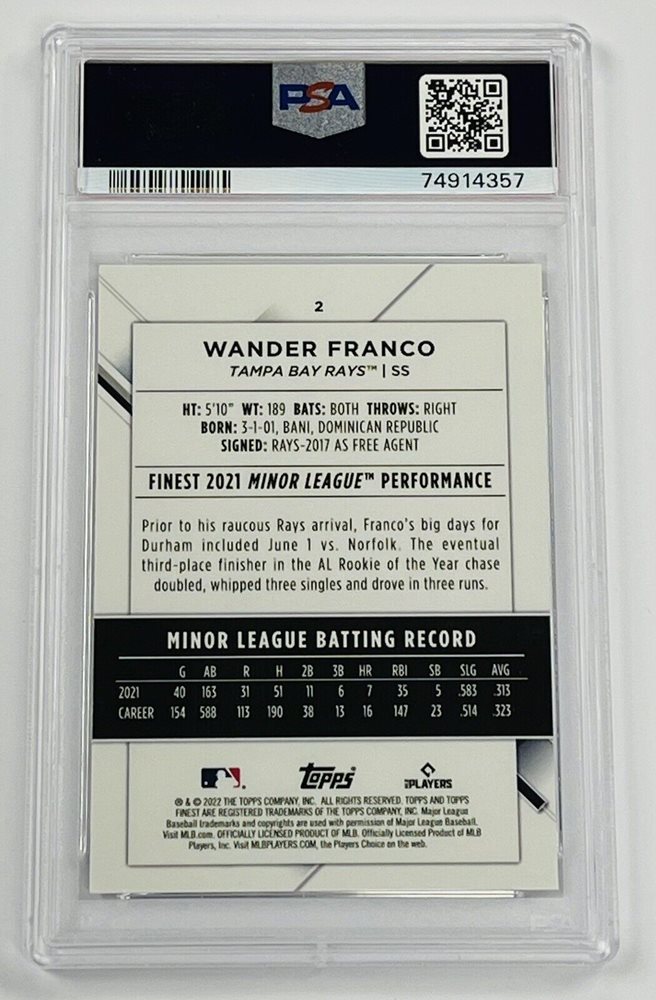 PSA
74914357
2
WANDER FRANCO
TAMPA BAY RAYS™ | SS
HT: 5'10" WT: 189 BATS: BOTH THROWS: RIGHT
BORN: 3-1-01, BANI, DOMINICAN REPUBLIC
SIGNED: RAYS-2017 AS FREE AGENT
FINEST 2021 MINOR LEAGUE™ PERFORMANCE
Prior to his raucous Rays arrival, Franco's big days for
Durham included June 1 vs. Norfolk. The eventual
third-place finisher in the AL Rookie of the Year chase
doubled, whipped three singles and drove in three runs.
MINOR LEAGUE BATTING RECORD
G AB R H 2B 3B HR RBI SB SLG AVG
2021 40 163 31 51 11 6 7 35 5 .583 .313
CAREER 154 588 113 190 38 13 16 147 23 .514 .323
Topps
PLAYERS
® & © 2022 THE TOPPS COMPANY, INC. ALL RIGHTS RESERVED. TOPPS AND TOPPS
FINEST ARE REGISTERED TRADEMARKS OF THE TOPPS COMPANY, INC. Major League
Baseball trademarks and copyrights are used with permission of Major League Baseball.
Visit MLB.com. OFFICIALLY LICENSED PRODUCT OF MLB. Officially Licensed Product of MLB
Players, Inc. Visit MLBPLAYERS.COM, the Players Choice on the web.
PSA